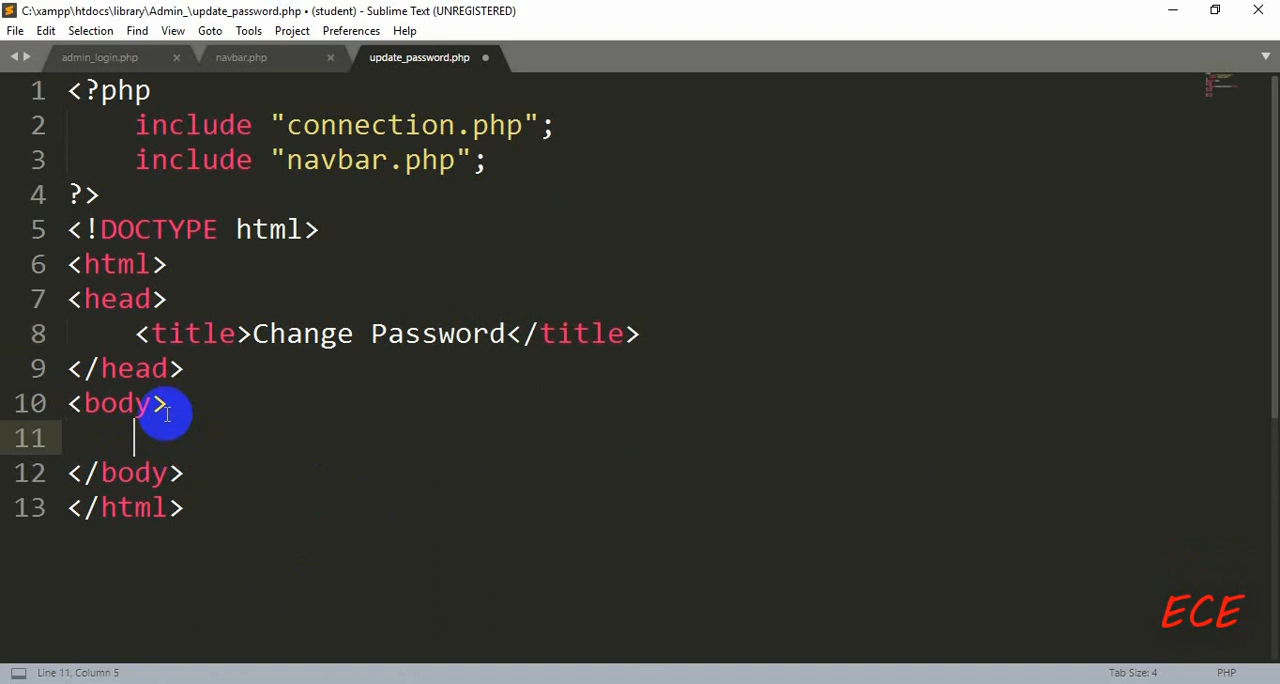 C:\xampp\htdocs\library\Admin_\update_password.php • (student) - Sublime Text (UNREGISTERED)
File Edit Selection Find View Goto Tools Project Preferences Help
admin_login.php navbar.php update_password.php
1 <?php
2 include "connection.php";
3 include "navbar.php";
4 ?>
5 <!DOCTYPE html>
6 <html>
7 <head>
8 <title>Change Password</title>
9 </head>
10 <body>
11
12 </body>
13 </html>
ECE
Line 11, Column 5 Tab Size: 4 PHP